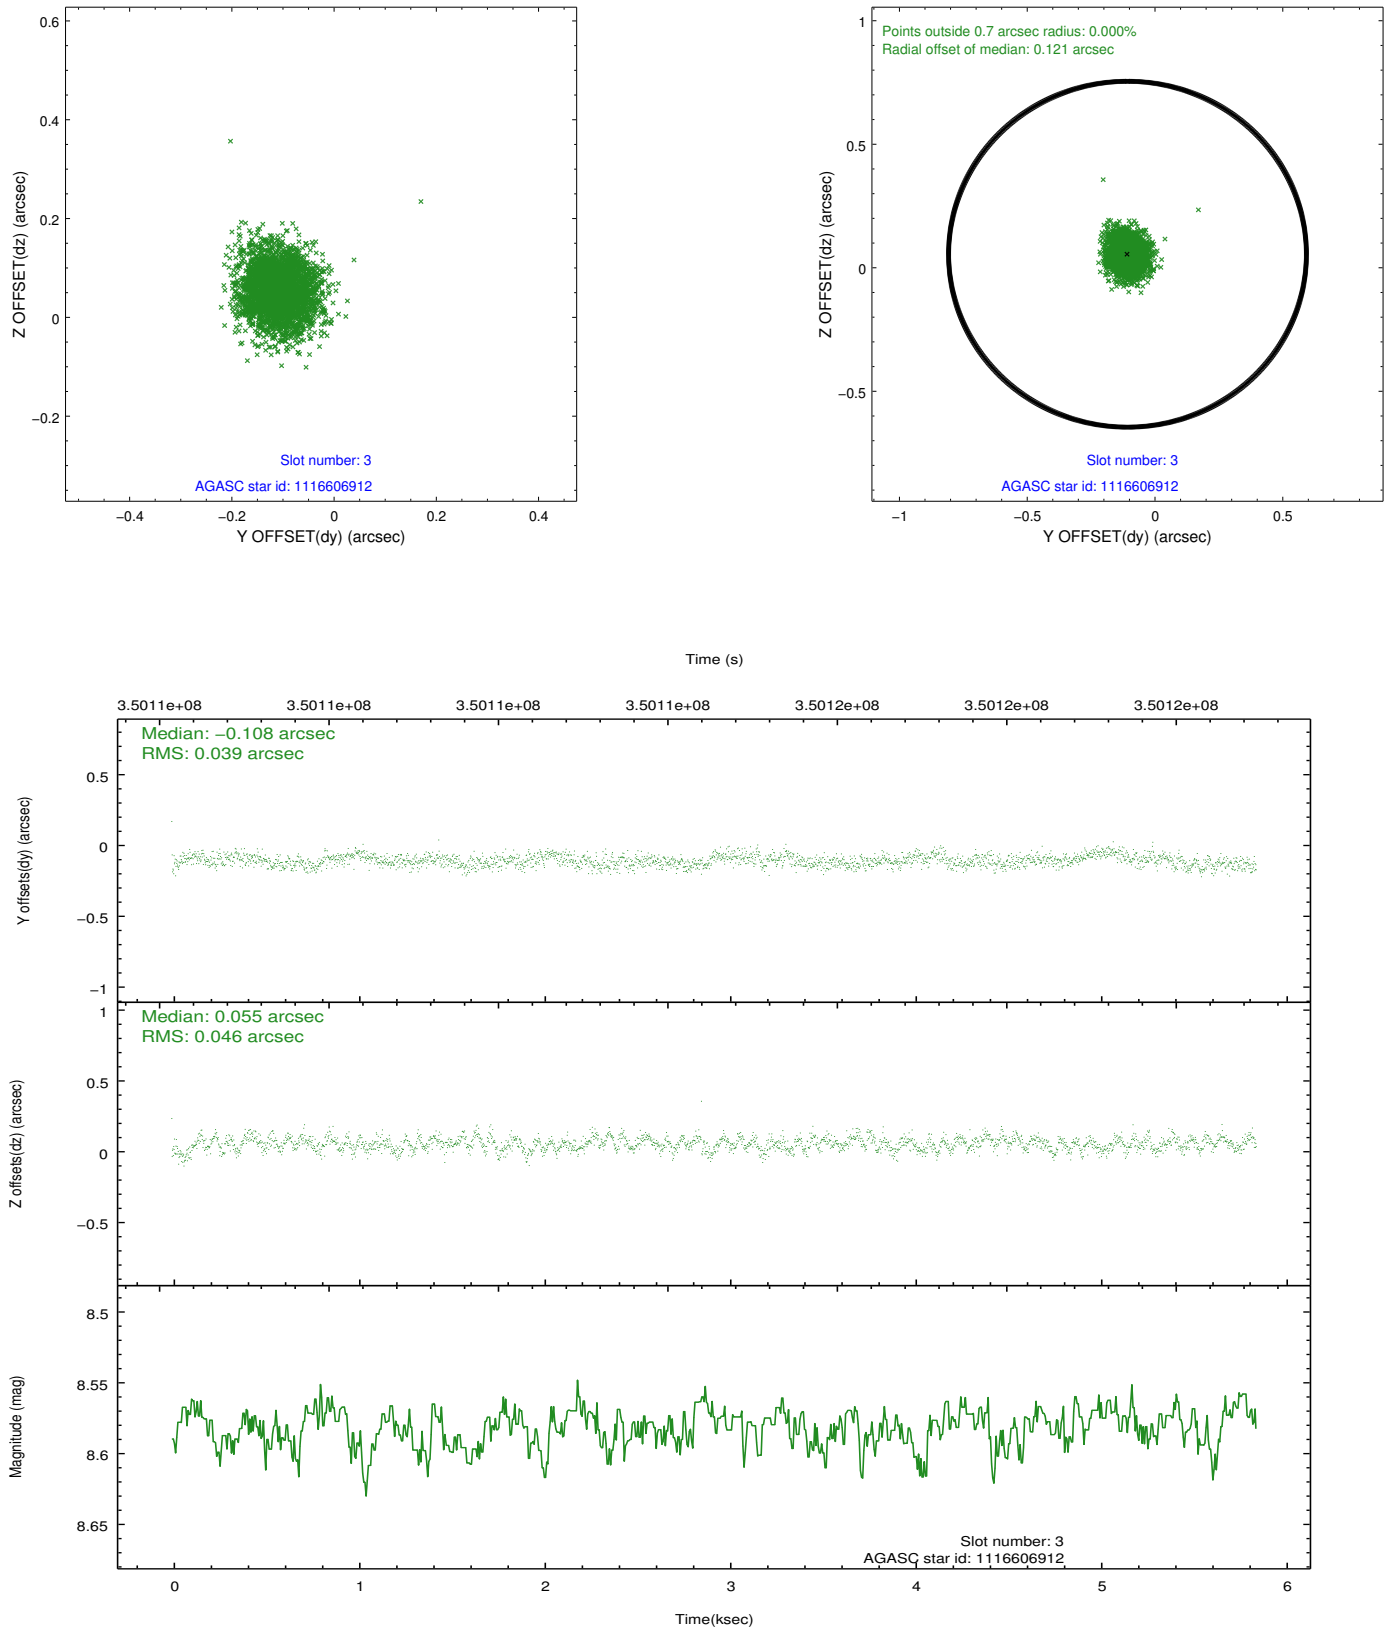 0.6
0.4
0.2
0
−0.2
−0.4
−0.2
0
0.2
0.4
Z OFFSET(dz) (arcsec)
Y OFFSET(dy) (arcsec)
Slot number: 3
AGASC star id: 1116606912
Points outside 0.7 arcsec radius: 0.000%
Radial offset of median: 0.121 arcsec
1
0.5
0
−0.5
−1
−0.5
0
0.5
Z OFFSET(dz) (arcsec)
Y OFFSET(dy) (arcsec)
Slot number: 3
AGASC star id: 1116606912
Time (s)
3.5011e+08 3.5011e+08 3.5011e+08 3.5011e+08 3.5012e+08 3.5012e+08 3.5012e+08
Median: −0.108 arcsec
RMS: 0.039 arcsec
0.5
0
−0.5
−1
Y offsets(dy) (arcsec)
Median: 0.055 arcsec
RMS: 0.046 arcsec
1
0.5
0
−0.5
Z offsets(dz) (arcsec)
8.5
8.55
8.6
8.65
Magnitude (mag)
Slot number: 3
AGASC star id: 1116606912
0 1 2 3 4 5 6
Time(ksec)